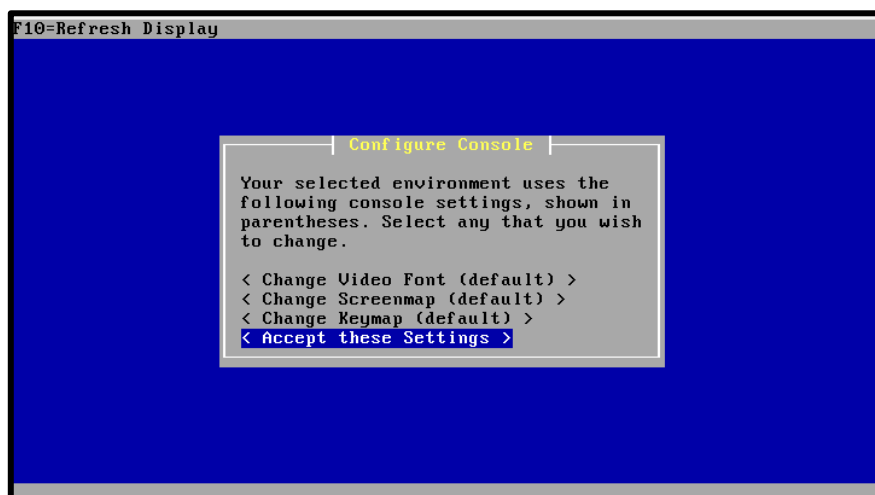 F10=Refresh Display
Configure Console
Your selected environment uses the
following console settings, shown in
parentheses. Select any that you wish
to change.
< Change Video Font (default) >
< Change Screenmap (default) >
< Change Keymap (default) >
< Accept these Settings >